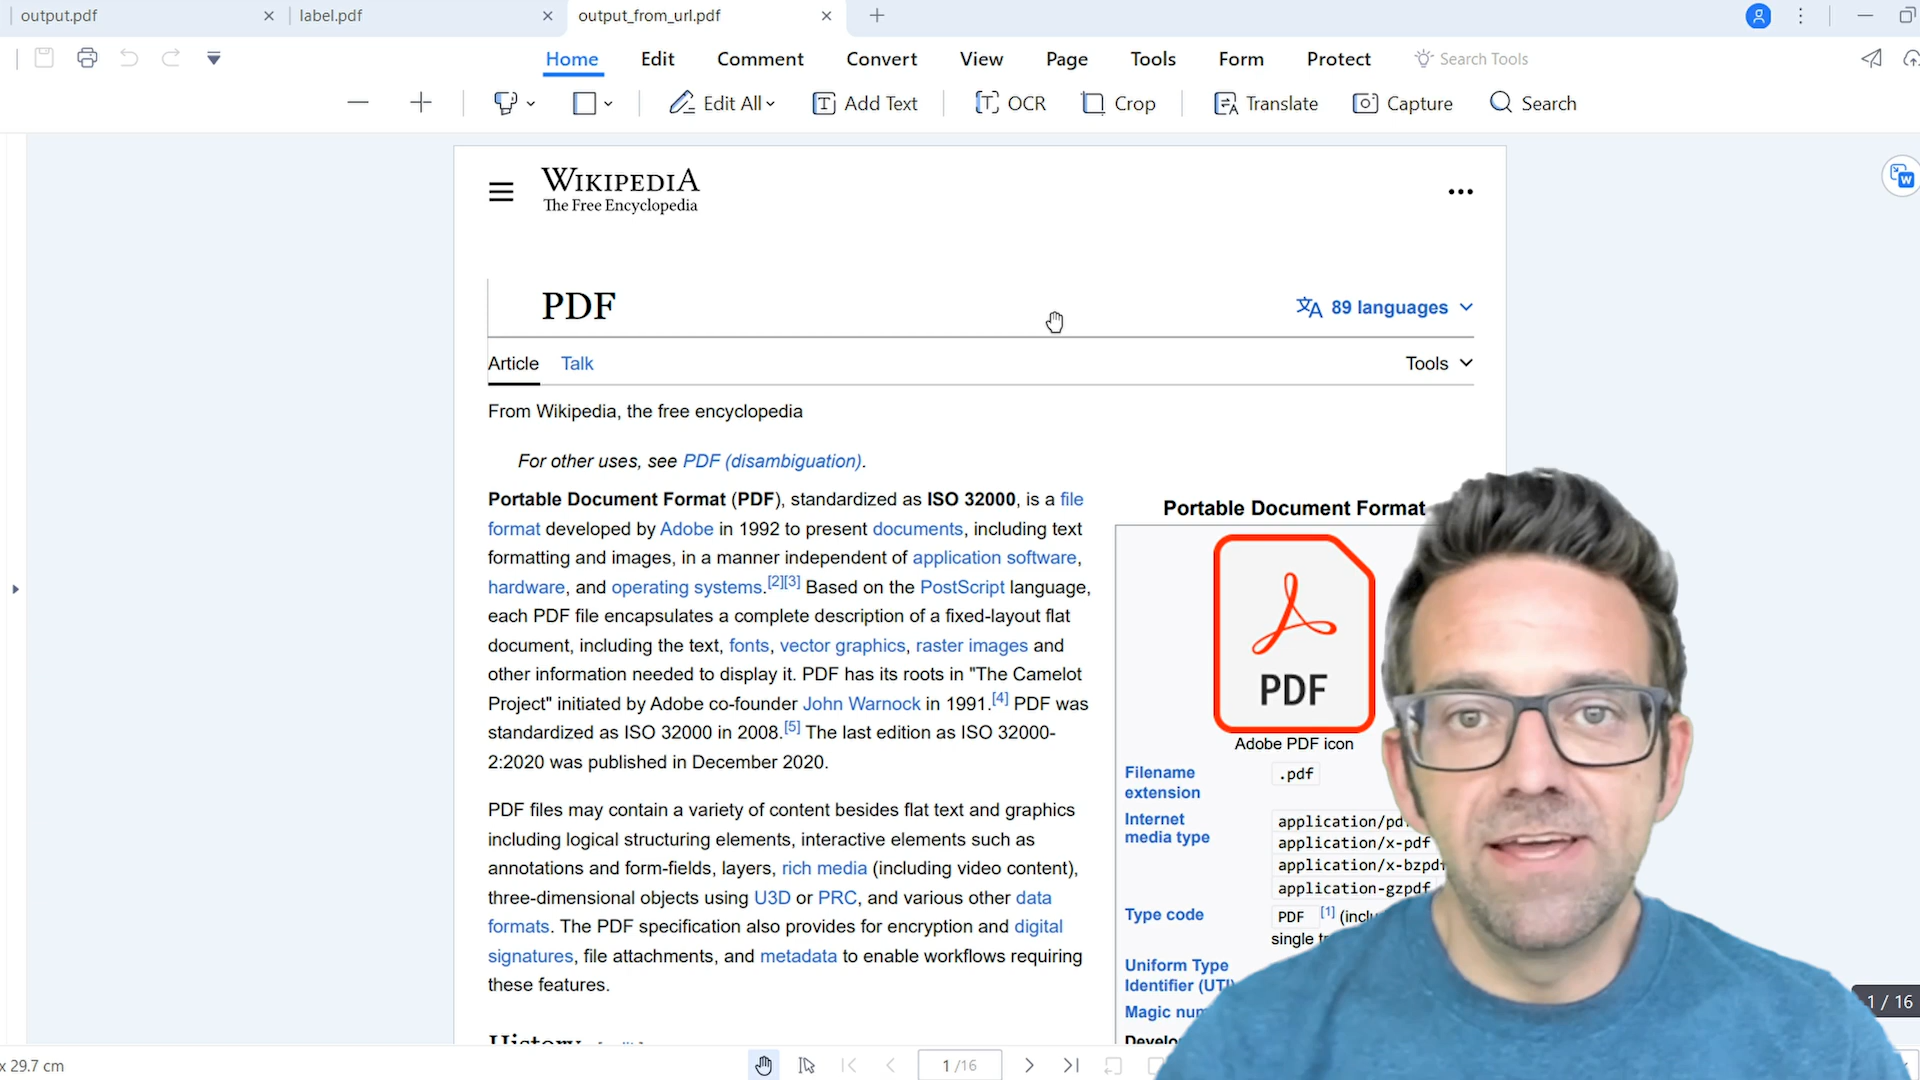 output.pdf
label.pdf
output_from_url.pdf
Home
Edit
Comment
Convert
View
Page
Tools
Form
Protect
Search Tools
Edit All
Add Text
OCR
Crop
Translate
Capture
Search
WIKIPEDIA
The Free Encyclopedia
PDF
89 languages
Article
Talk
Tools
From Wikipedia, the free encyclopedia
For other uses, see PDF (disambiguation).
Portable Document Format (PDF), standardized as ISO 32000, is a file
format developed by Adobe in 1992 to present documents, including text
formatting and images, in a manner independent of application software,
hardware, and operating systems.[2][3] Based on the PostScript language,
each PDF file encapsulates a complete description of a fixed-layout flat
document, including the text, fonts, vector graphics, raster images and
other information needed to display it. PDF has its roots in "The Camelot
Project" initiated by Adobe co-founder John Warnock in 1991.[4] PDF was
standardized as ISO 32000 in 2008.[5] The last edition as ISO 32000-
2:2020 was published in December 2020.
PDF files may contain a variety of content besides flat text and graphics
including logical structuring elements, interactive elements such as
annotations and form-fields, layers, rich media (including video content),
three-dimensional objects using U3D or PRC, and various other data
formats. The PDF specification also provides for encryption and digital
signatures, file attachments, and metadata to enable workflows requiring
these features.
History
Portable Document Format
PDF
Adobe PDF icon
Filename
extension
.pdf
Internet
media type
application/pd
application/x-pdf
application/x-bzpdf
application-gzpdf
Type code
PDF [1]
single
Uniform Type
Identifier (UTI)
Magic
W
1 / 16
x 29.7 cm
1 /16